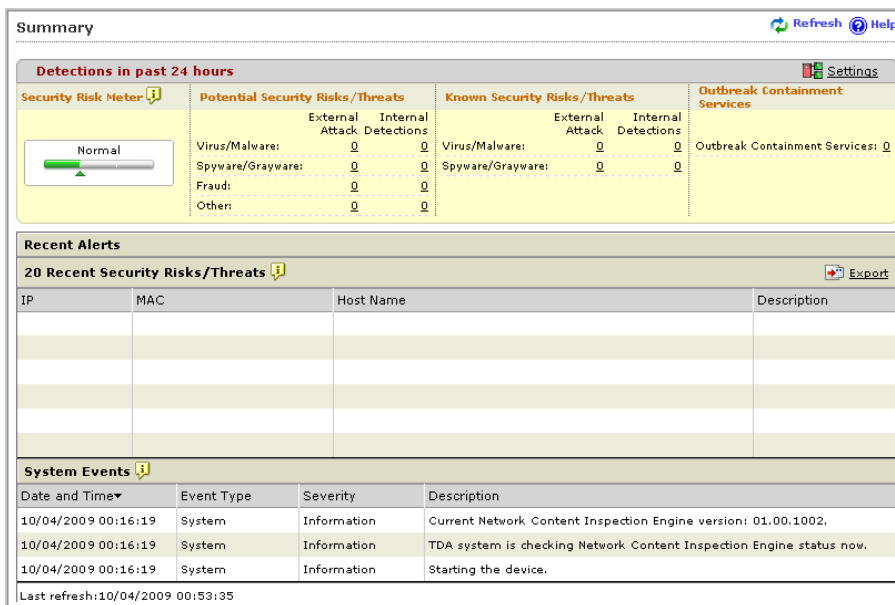 Summary
Refresh Help
Detections in past 24 hours
Settings
Security Risk Meter
Normal
Potential Security Risks/Threats
External Attack Internal Detections
Virus/Malware: 0 0
Spyware/Grayware: 0 0
Fraud: 0 0
Other: 0 0
Known Security Risks/Threats
External Attack Internal Detections
Virus/Malware: 0 0
Spyware/Grayware: 0 0
Outbreak Containment
Services
Outbreak Containment Services: 0
Recent Alerts
20 Recent Security Risks/Threats
Export
IP MAC Host Name Description
System Events
Date and Time▾ Event Type Severity Description
10/04/2009 00:16:19 System Information Current Network Content Inspection Engine version: 01.00.1002.
10/04/2009 00:16:19 System Information TDA system is checking Network Content Inspection Engine status now.
10/04/2009 00:16:19 System Information Starting the device.
Last refresh:10/04/2009 00:53:35